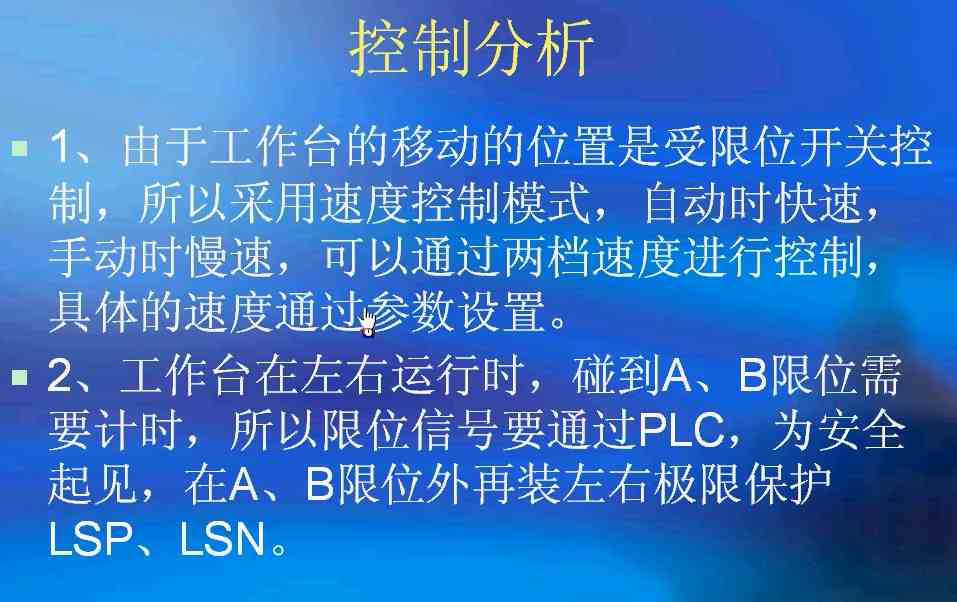 控制分析
1、由于工作台的移动的位置是受限位开关控
制，所以采用速度控制模式，自动时快速，
手动时慢速，可以通过两档速度进行控制，
具体的速度通过参数设置。
2、工作台在左右运行时，碰到A、B限位需
要计时，所以限位信号要通过PLC，为安全
起见，在A、B限位外再装左右极限保护
LSP、LSN。